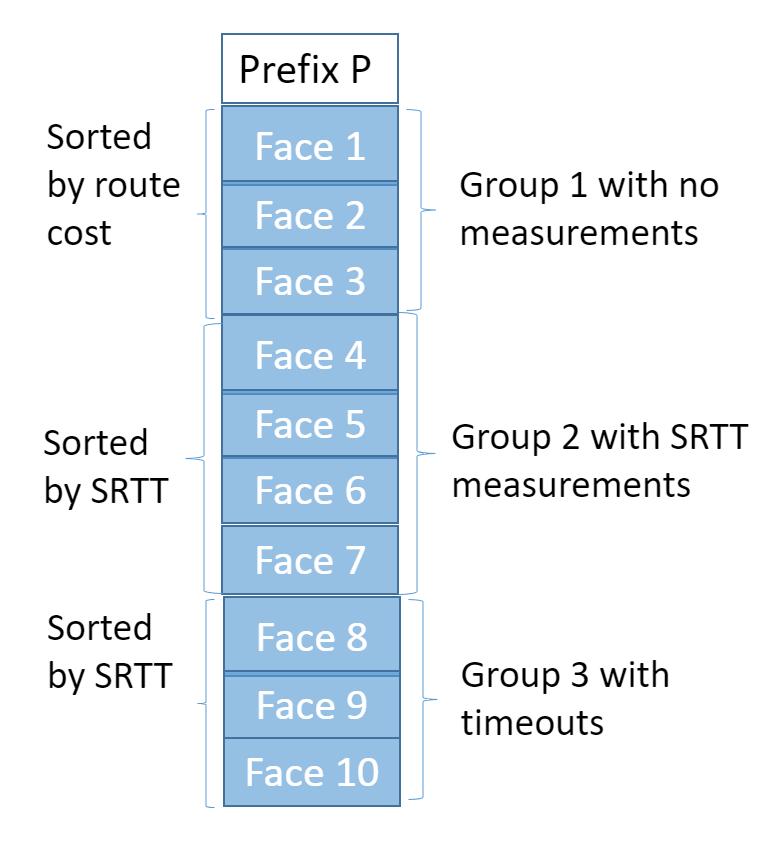 Prefix P
Sorted
by route
cost
Face 1
Face 2
Face 3
Group 1 with no
measurements
Sorted
by SRTT
Face 4
Face 5
Face 6
Face 7
Group 2 with SRTT
measurements
Sorted
by SRTT
Face 8
Face 9
Face 10
Group 3 with
timeouts